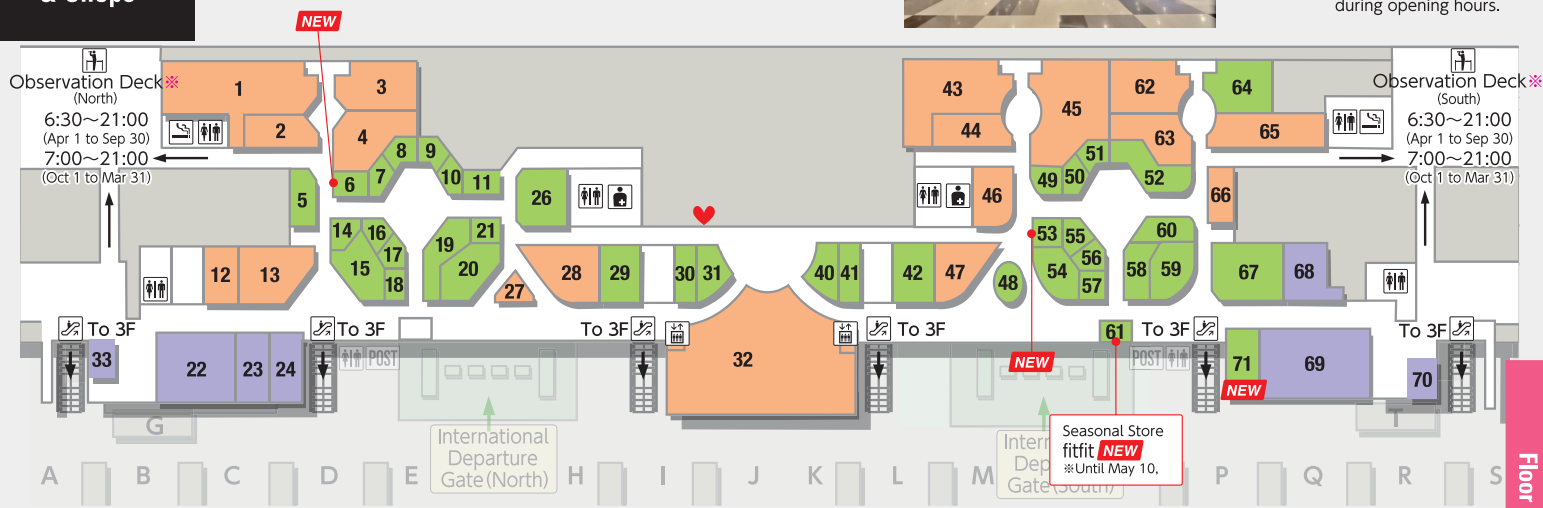 & Shops
during opening hours.
NEW
Observation Deck※
(North)
6:30～21:00
(Apr 1 to Sep 30)
7:00～21:00
(Oct 1 to Mar 31)
Observation Deck※
(South)
6:30～21:00
(Apr 1 to Sep 30)
7:00～21:00
(Oct 1 to Mar 31)
1
3
2
4
8
9
7
10
6
11
5
26
43
62
64
45
44
63
65
51
49
50
52
46
66
14
16
21
17
19
15
20
18
12
13
27
28
29
30
31
40
41
42
47
48
53
55
60
56
54
58
59
57
67
68
To 3F
To 3F
To 3F
To 3F
61
To 3F
To 3F
33
22
23
24
POST
32
NEW
POST
71
69
70
NEW
G
T
International
Departure
Gate (North)
Seasonal Store
fitfit NEW
※Until May 10,
A
B
C
D
E
H
I
J
K
L
M
P
Q
R
S
Floor